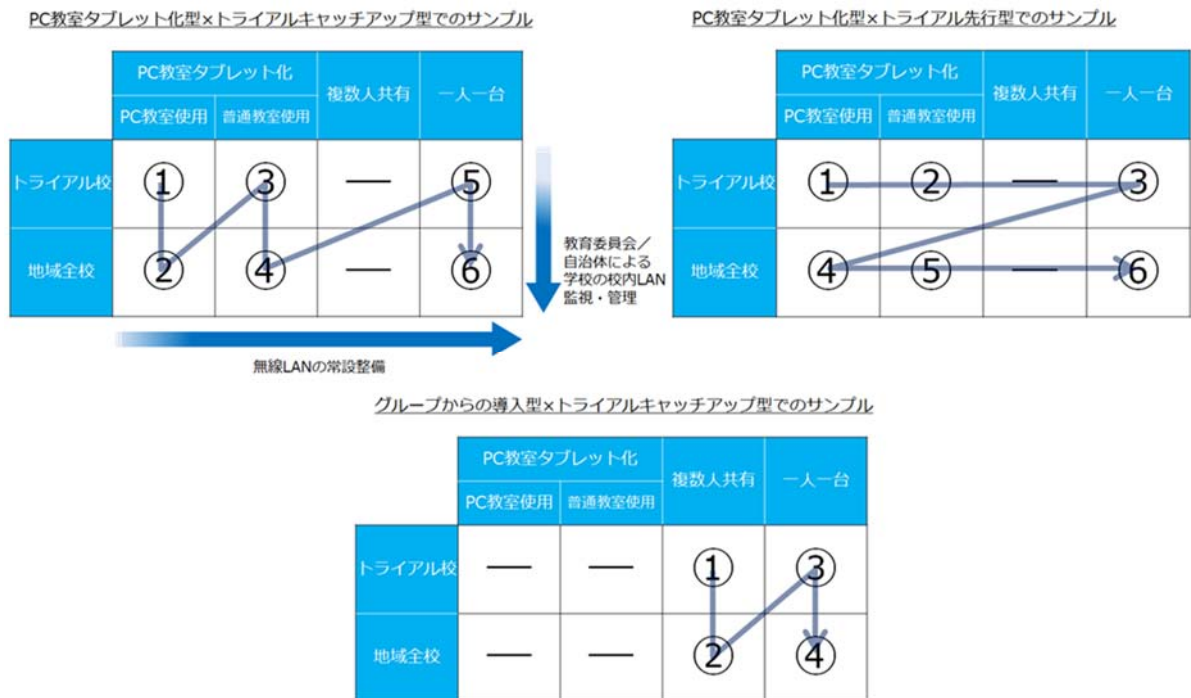 PC教室タブレット化型×トライアルキャッチアップ型でのサンプル
PC教室タブレット化
複数人共有
一人一台
PC教室使用
普通教室使用
トライアル校
①
③
—
⑤
地域全校
②
④
—
⑥
教育委員会／
自治体による
学校の校内LAN
監視・管理
無線LANの常設整備
PC教室タブレット化型×トライアル先行型でのサンプル
PC教室タブレット化
複数人共有
一人一台
PC教室使用
普通教室使用
トライアル校
①
②
—
③
地域全校
④
⑤
⑥
グループからの導入型×トライアルキャッチアップ型でのサンプル
PC教室タブレット化
複数人共有
一人一台
PC教室使用
普通教室使用
トライアル校
—
—
①
③
地域全校
—
—
②
④